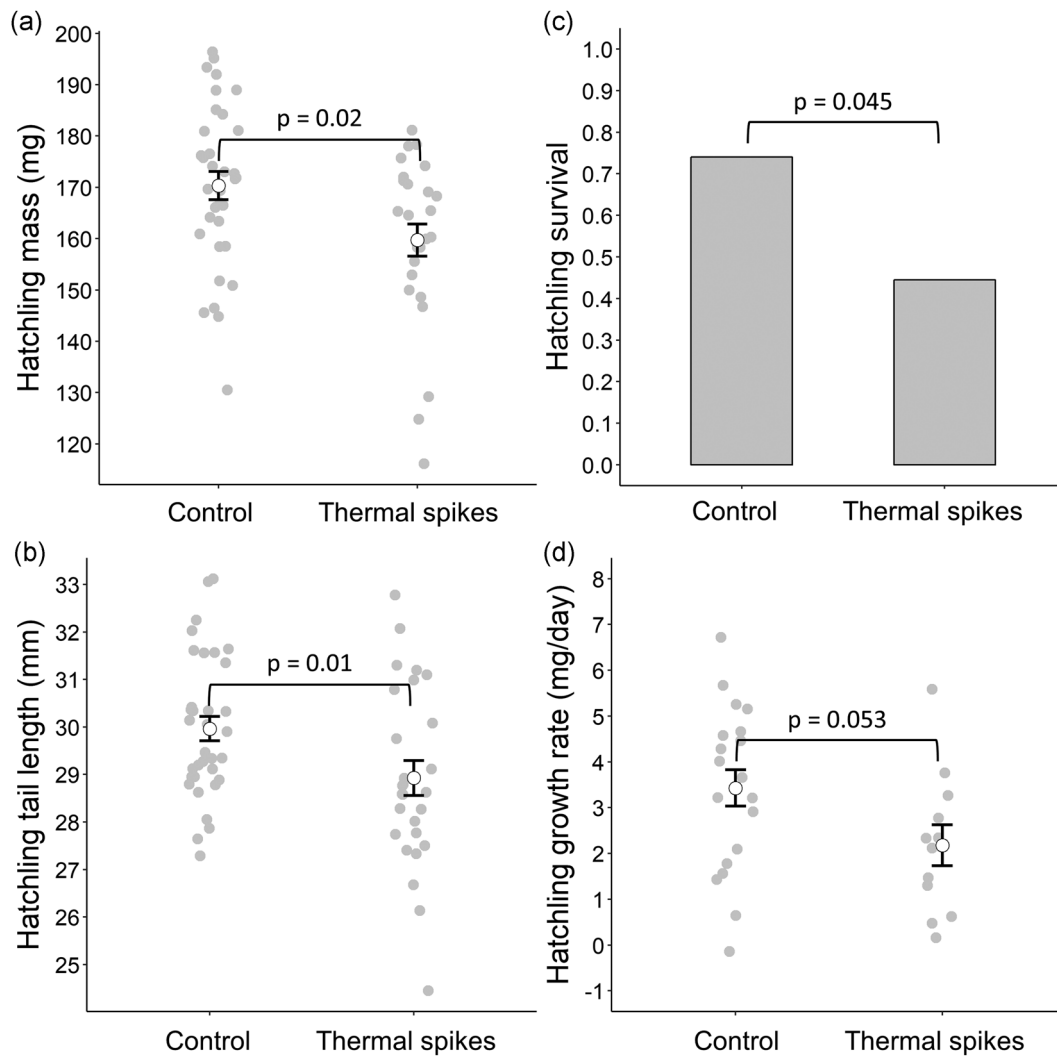 (a)
Hatchling mass (mg)
200
190
180
170
160
150
140
130
120
p = 0.02
Control
Thermal spikes
(c)
Hatchling survival
1.0
0.9
0.8
0.7
0.6
0.5
0.4
0.3
0.2
0.1
0.0
p = 0.045
Control
Thermal spikes
(b)
Hatchling tail length (mm)
33
32
31
30
29
28
27
26
25
p = 0.01
Control
Thermal spikes
(d)
Hatchling growth rate (mg/day)
8
7
6
5
4
3
2
1
0
-1
p = 0.053
Control
Thermal spikes